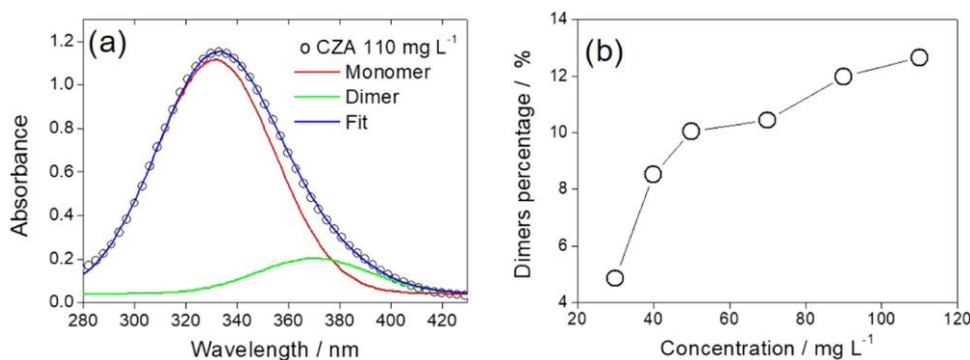 (a)
o CZA 110 mg L⁻¹
Monomer
Dimer
Fit
Absorbance
1.2
1.0
0.8
0.6
0.4
0.2
0.0
280 300 320 340 360 380 400 420
Wavelength / nm
(b)
Dimers percentage / %
12
10
8
6
4
20 40 60 80 100 120
Concentration / mg L⁻¹